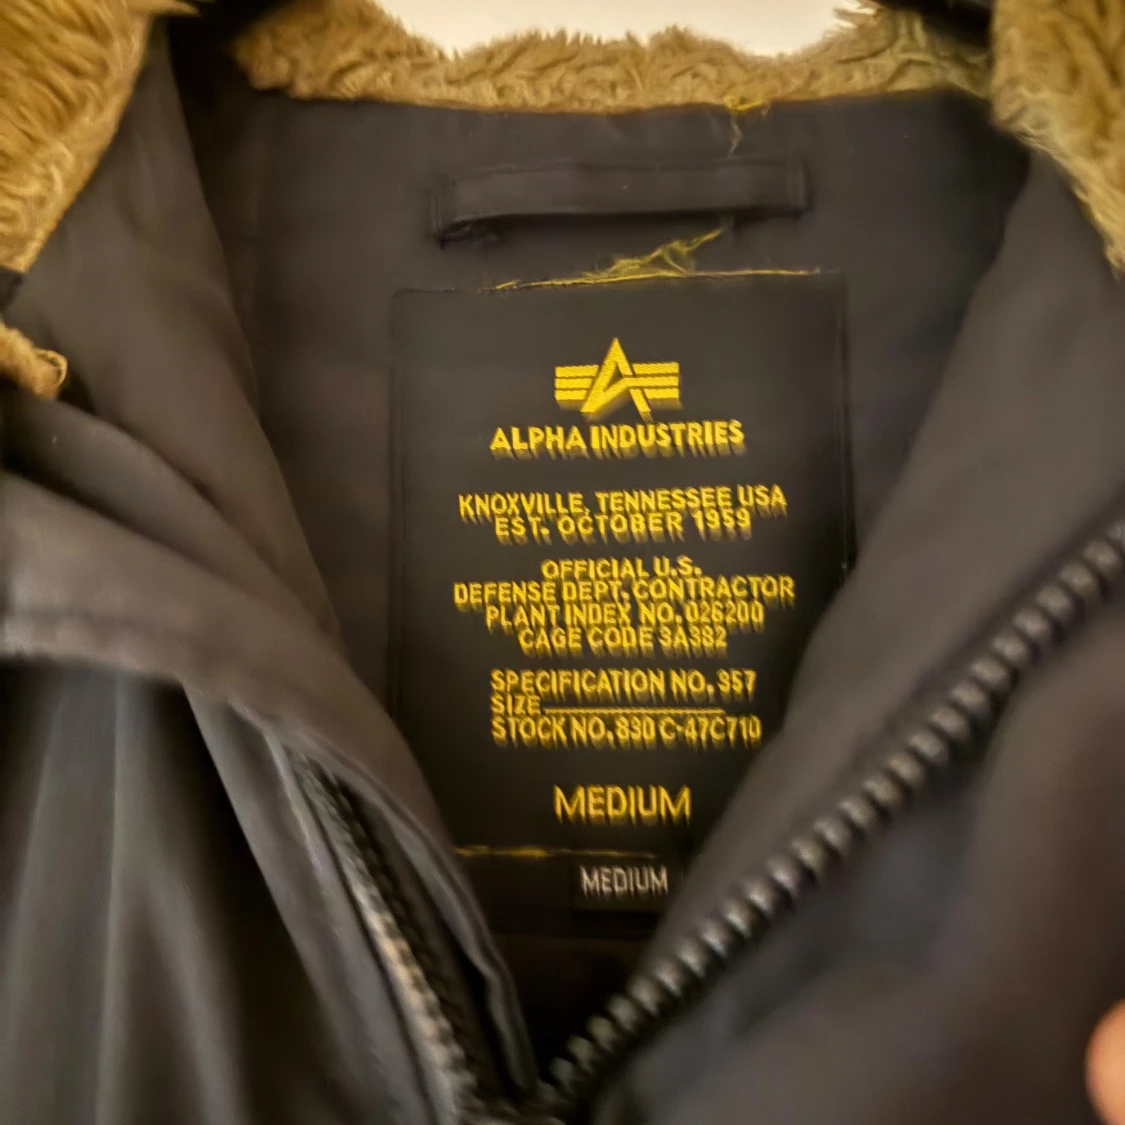 ALPHA INDUSTRIES
KNOXVILLE, TENNESSEE USA
EST. OCTOBER 1959
OFFICIAL U.S.
DEFENSE DEPT. CONTRACTOR
PLANT INDEX NO. 026200
CAGE CODE 3A382
SPECIFICATION NO. 357
SIZE
STOCK NO. 830 C-47C710
MEDIUM
MEDIUM